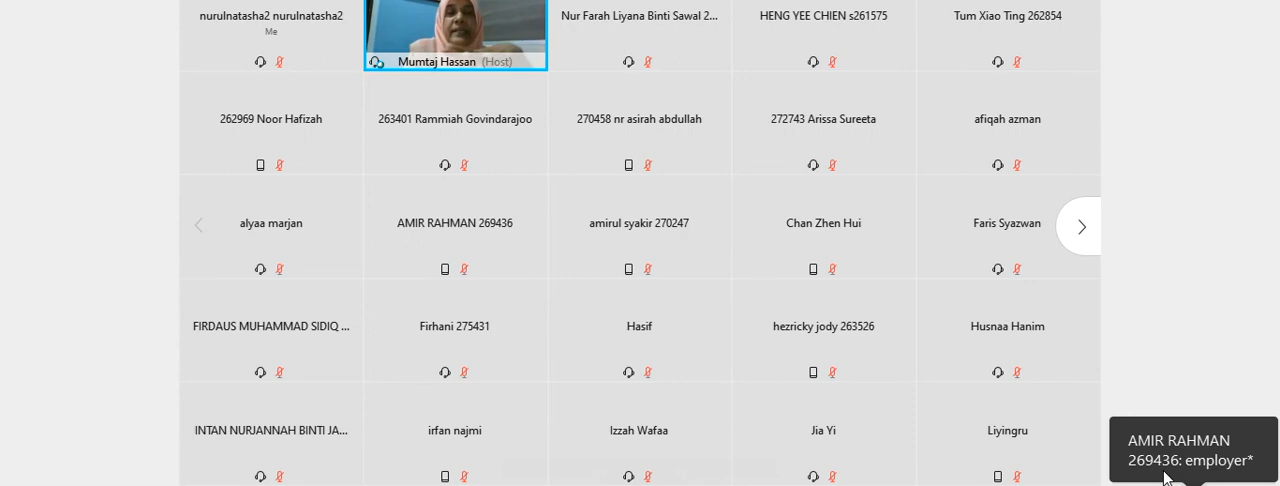 nurulnatasha2 nurulnatasha2
Me
Mumtaj Hassan (Host)
Nur Farah Liyana Binti Sawal 2...
HENG YEE CHIEN s261575
Tum Xiao Ting 262854
262969 Noor Hafizah
263401 Rammiah Govindarajoo
270458 nr asirah abdullah
272743 Arissa Sureeta
afiqah azman
alyaa marjan
AMIR RAHMAN 269436
amirul syakir 270247
Chan Zhen Hui
Faris Syazwan
FIRDAUS MUHAMMAD SIDIQ ...
Firhani 275431
Hasif
hezricky jody 263526
Husnaa Hanim
INTAN NURJANNAH BINTI JA...
irfan najmi
Izzah Wafaa
Jia Yi
Liyingru
AMIR RAHMAN
269436: employer*